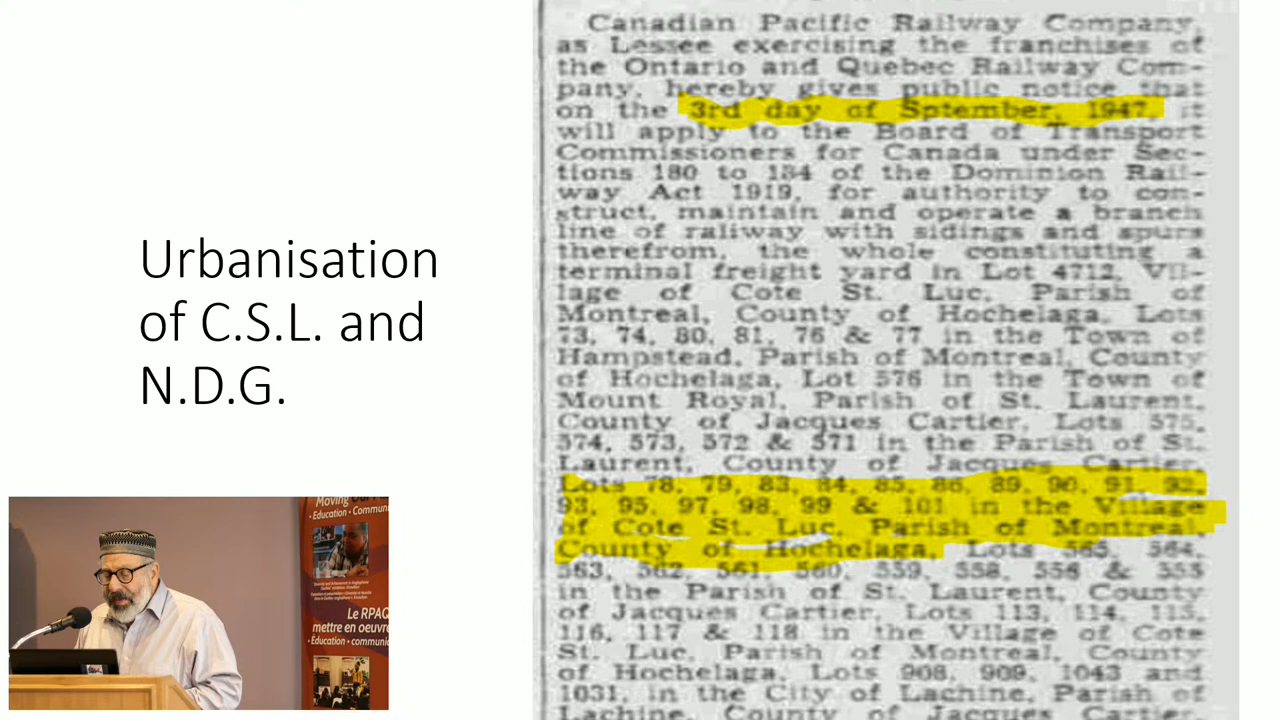 Urbanisation
of C.S.L. and
N.D.G.
Canadian Pacific Railway Company,
as Lessee exercising the franchises of
the Ontario and Quebec Railway Com-
pany, hereby gives public notice that
on the 3rd day of Sptember, 1947, it
will apply to the Board of Transport
Commissioners for Canada under Sec-
tions 180 to 184 of the Dominion Rail-
way Act 1919, for authority to con-
struct, maintain and operate a branch
line of railway with sidings and spurs
therefrom, the whole constituting a
terminal freight yard in Lot 4712, Vil-
lage of Cote St. Luc, Parish of
Montreal, County of Hochelaga, Lots
73, 74, 80, 81, 76 & 77 in the Town of
Hampstead, Parish of Montreal, County
of Hochelaga, Lot 576 in the Town of
Mount Royal, Parish of St. Laurent,
County of Jacques Cartier, Lots 575,
574, 573, 572 & 571 in the Parish of St.
Laurent, County of Jacques Cartier,
Lots 78, 79, 83, 84, 85, 86, 89, 90, 91, 92,
93, 95, 97, 98, 99 & 101 in the Village
of Cote St. Luc, Parish of Montreal,
County of Hochelaga, Lots 565, 564,
563, 562, 561, 560, 559, 558, 556 & 555
in the Parish of St. Laurent, County
of Jacques Cartier, Lots 113, 114, 115,
116, 117 & 118 in the Village of Cote
St. Luc, Parish of Montreal, County
of Hochelaga, Lots 908, 909, 1043 and
1031, in the City of Lachine, Parish of
Lachine, County of Jacques Cartier
Moving
• Education • Commun
Le RPAQ
mettre en oeuvre
• Éducation • communic